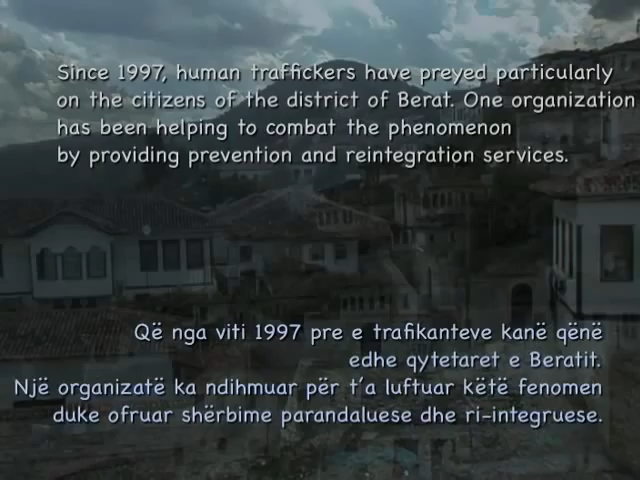 Since 1997, human traffickers have preyed particularly
on the citizens of the district of Berat. One organization
has been helping to combat the phenomenon
by providing prevention and reintegration services.
Që nga viti 1997 pre e trafikanteve kanë qënë
edhe qytetaret e Beratit.
Një organizatë ka ndihmuar për t'a luftuar këtë fenomen
duke ofruar shërbime parandaluese dhe ri-integruese.